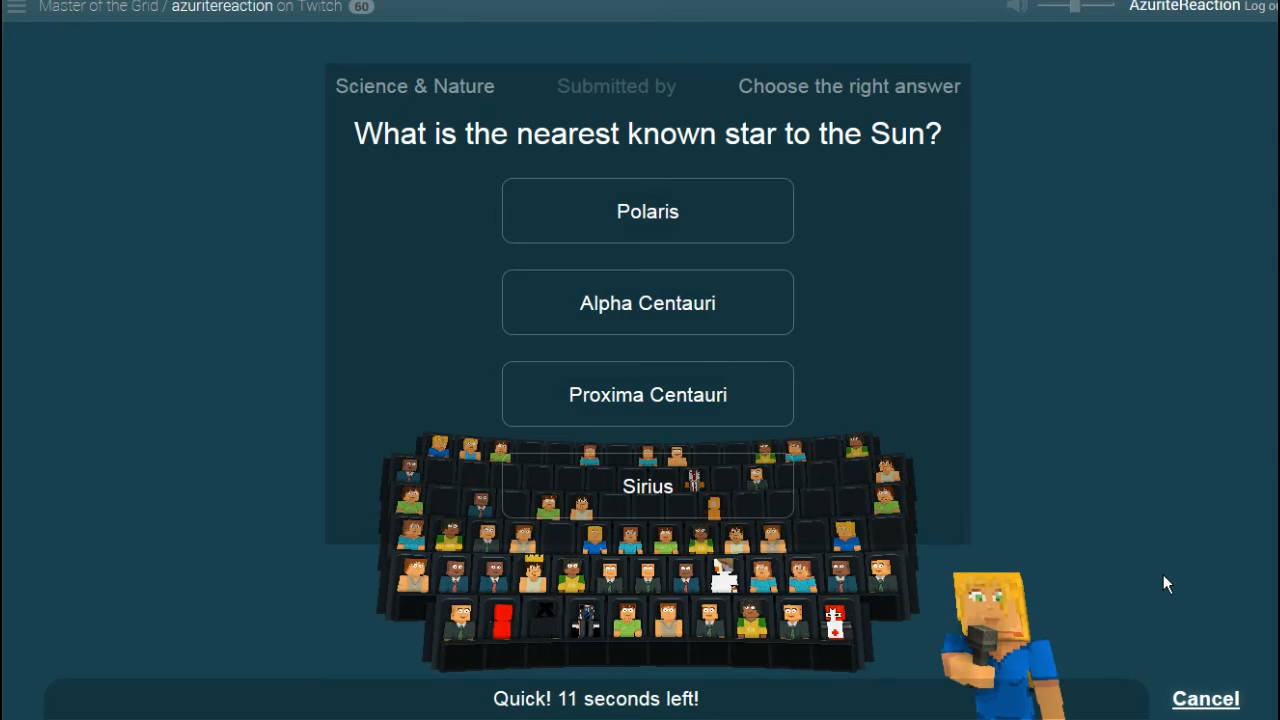 Master of the Grid / azuritereaction on Twitch 60
AzuriteReaction Log o
Science & Nature Submitted by Choose the right answer
What is the nearest known star to the Sun?
Polaris
Alpha Centauri
Proxima Centauri
Sirius
Quick! 11 seconds left!
Cancel